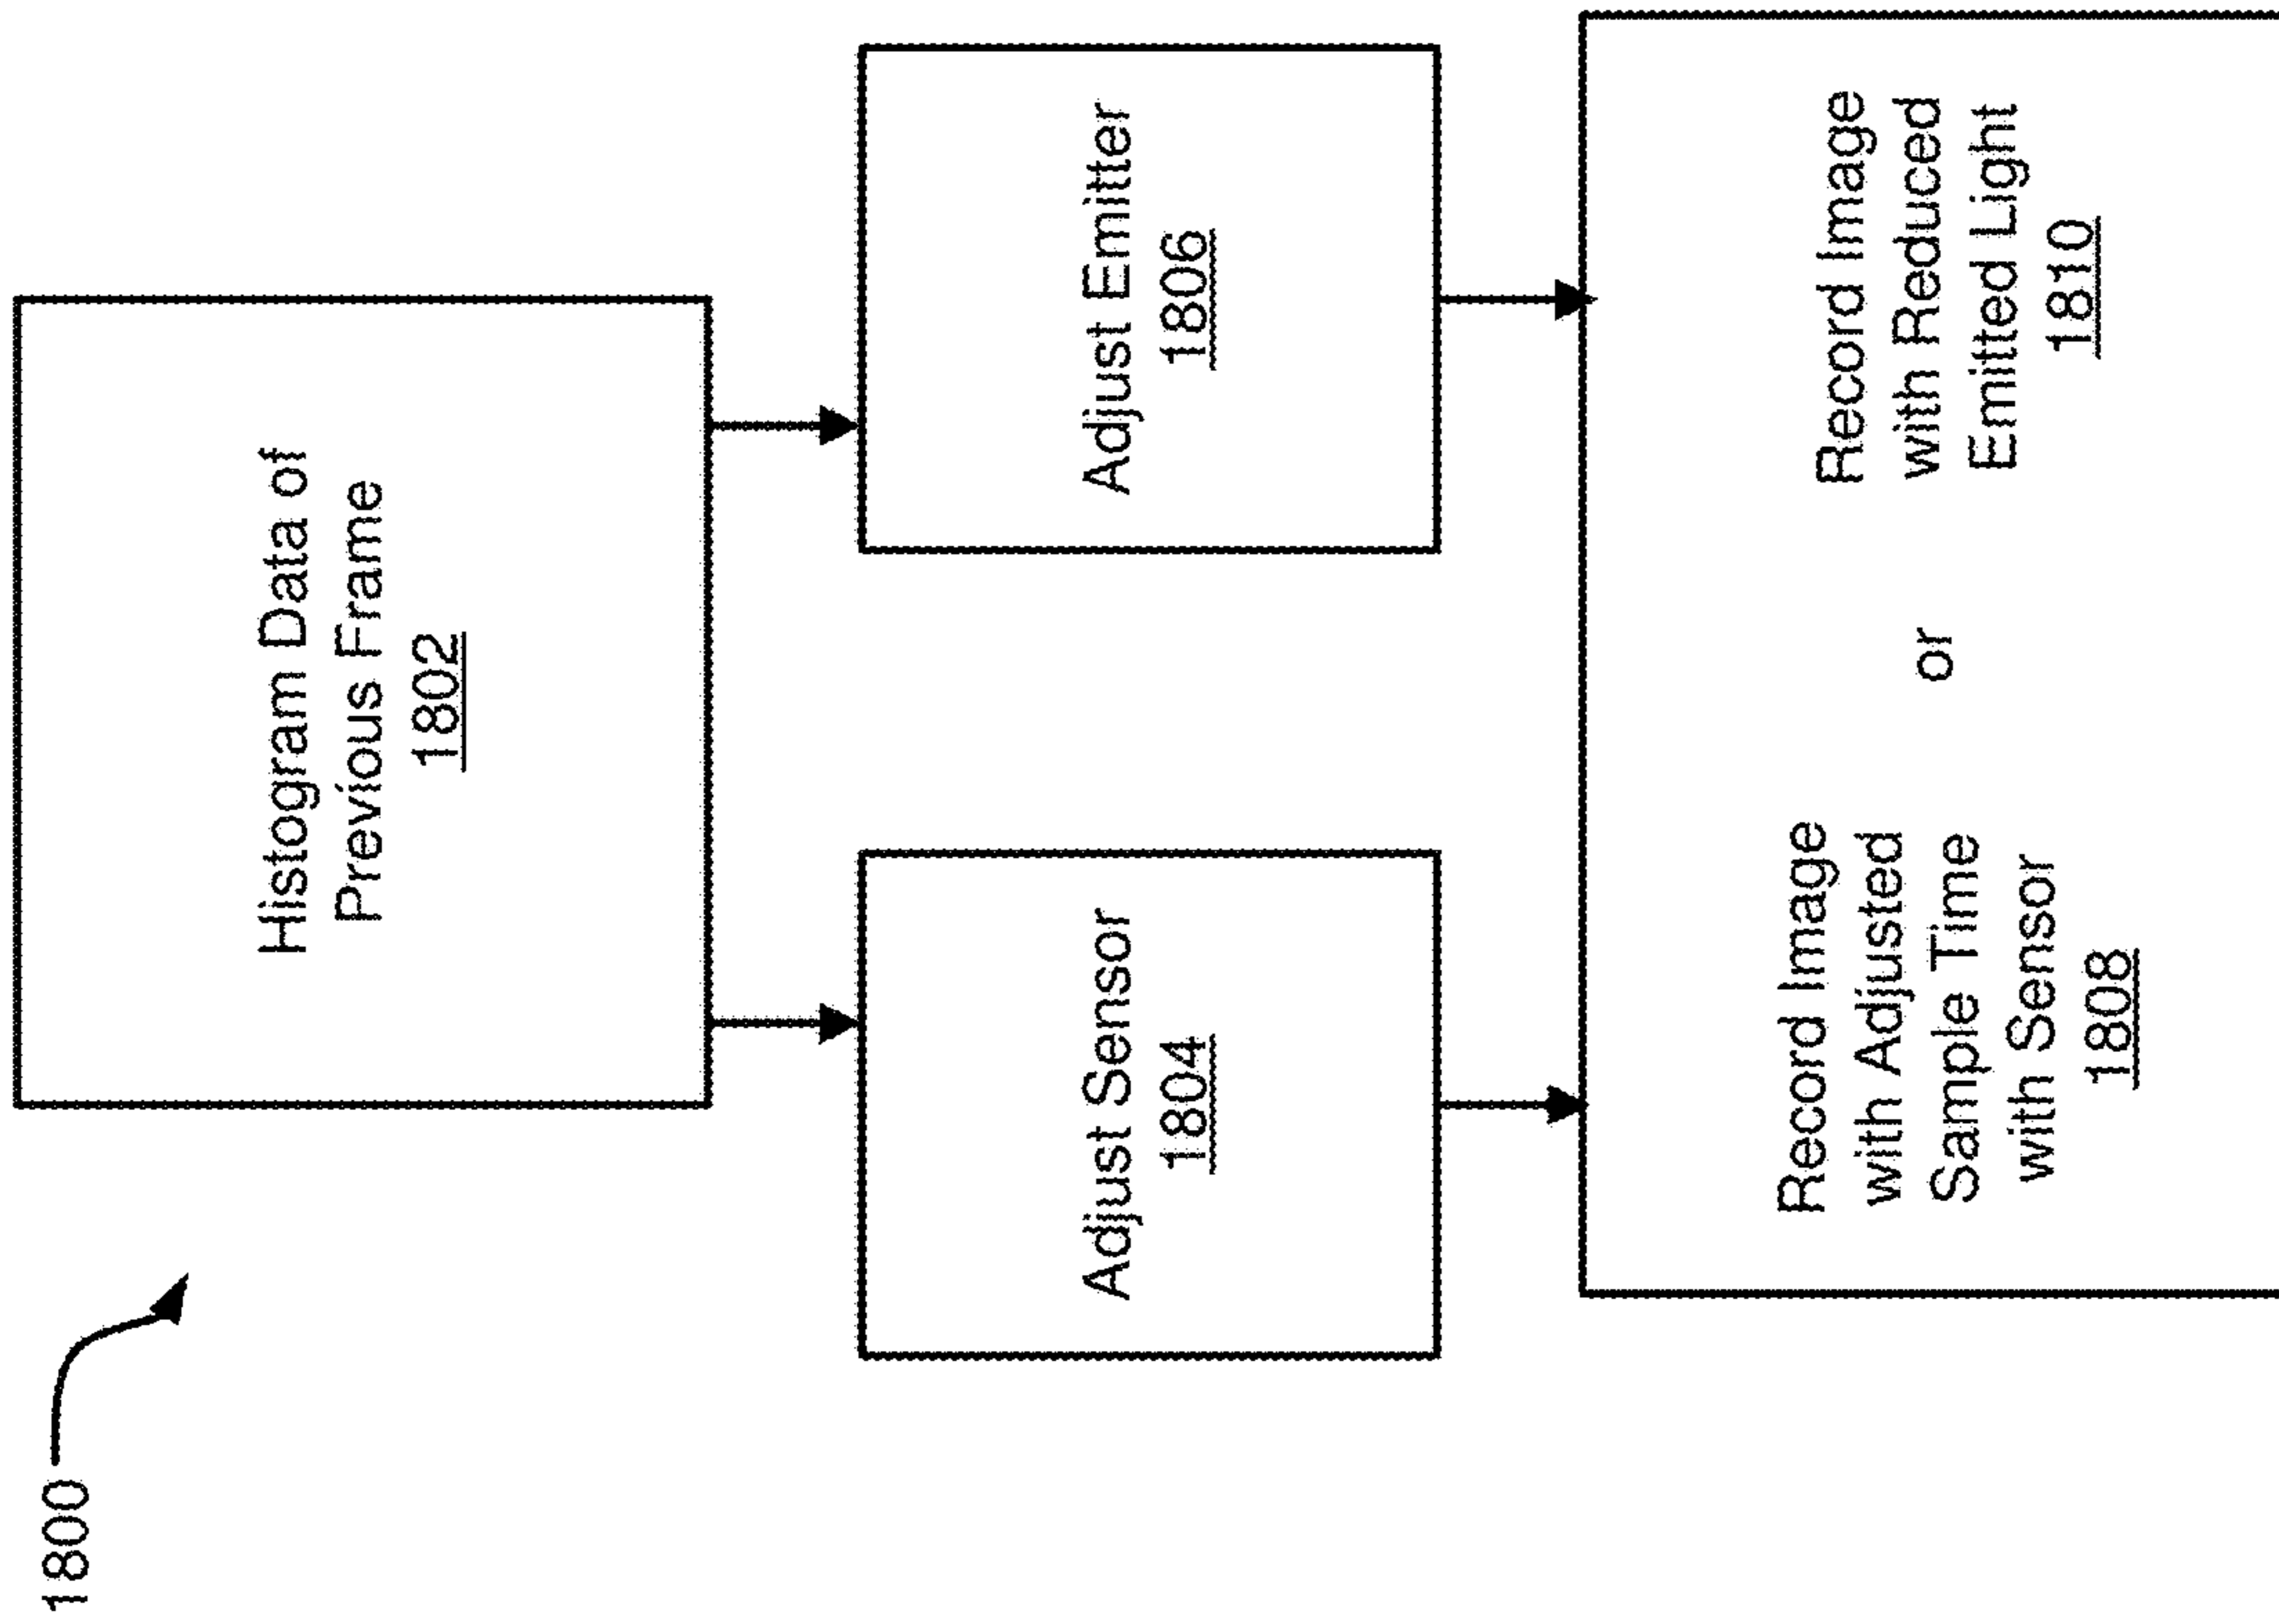 1800
Histogram Data of
Previous Frame
1802
Adjust Sensor
1804
Adjust Emitter
1806
Record Image
with Adjusted
Sample Time
with Sensor
1808
or
Record Image
with Reduced
Emitted Light
1810